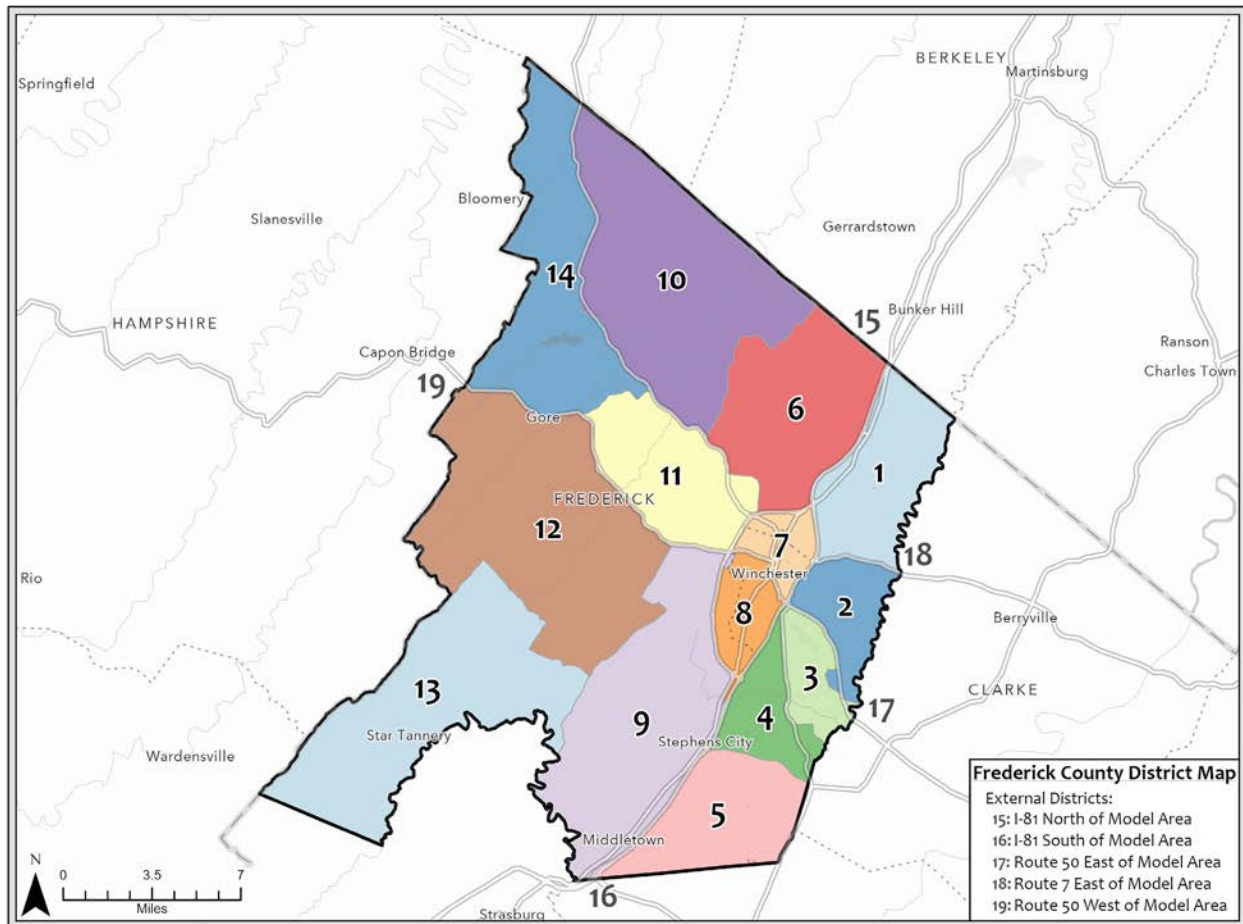 BERKELEY
Martinsburg
Springfield
Bloomery
Slanesville
Gerrardstown
14
10
15
Bunker Hill
HAMPSHIRE
Capon Bridge
Ranson
19
Charles Town
6
Gore
11
1
FREDERICK
12
7
18
Rio
Winchester
8
2
Berryville
3
13
CLARKE
17
9
4
Star Tannery
Stephens City
Wardensville
5
Middletown
16
Strasburg
N
0 3.5 7
Miles
Frederick County District Map
External Districts:
15: I-81 North of Model Area
16: I-81 South of Model Area
17: Route 50 East of Model Area
18: Route 7 East of Model Area
19: Route 50 West of Model Area